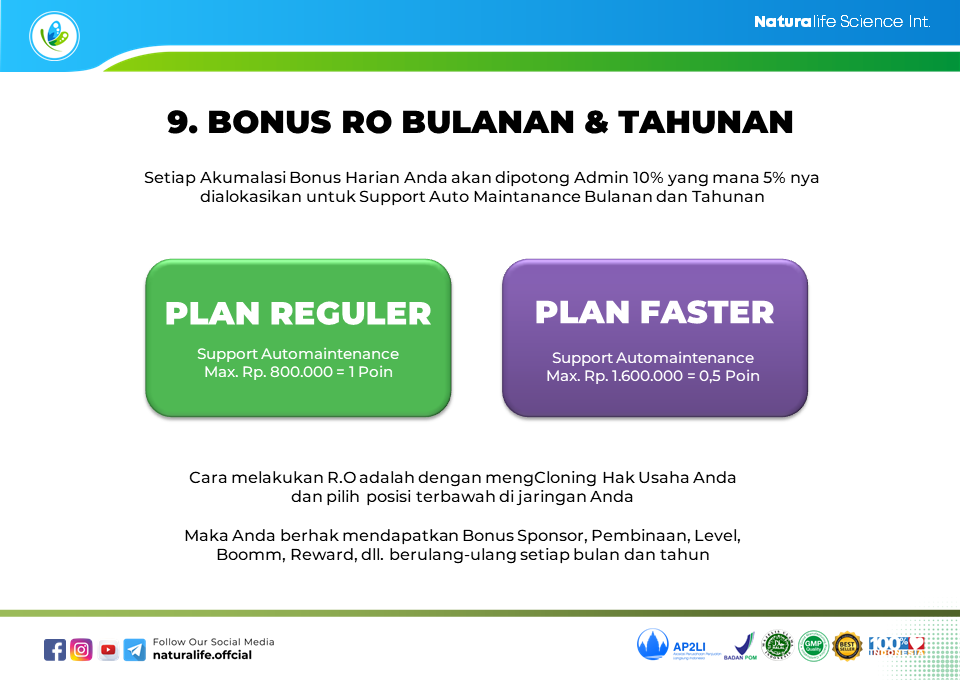 Naturalife Science Int.
9. BONUS RO BULANAN & TAHUNAN
Setiap Akumalasi Bonus Harian Anda akan dipotong Admin 10% yang mana 5% nya
dialokasikan untuk Support Auto Maintanance Bulanan dan Tahunan
PLAN REGULER
Support Automaintenance
Max. Rp. 800.000 = 1 Poin
PLAN FASTER
Support Automaintenance
Max. Rp. 1.600.000 = 0,5 Poin
Cara melakukan R.O adalah dengan mengCloning Hak Usaha Anda
dan pilih posisi terbawah di jaringan Anda
Maka Anda berhak mendapatkan Bonus Sponsor, Pembinaan, Level,
Boomm, Reward, dll. berulang-ulang setiap bulan dan tahun
Follow Our Social Media
naturalife.offcial
AP2LI
BADAN POM
HALAL
GMP
Quality
BEST
SELLER
100%
INDONESIA